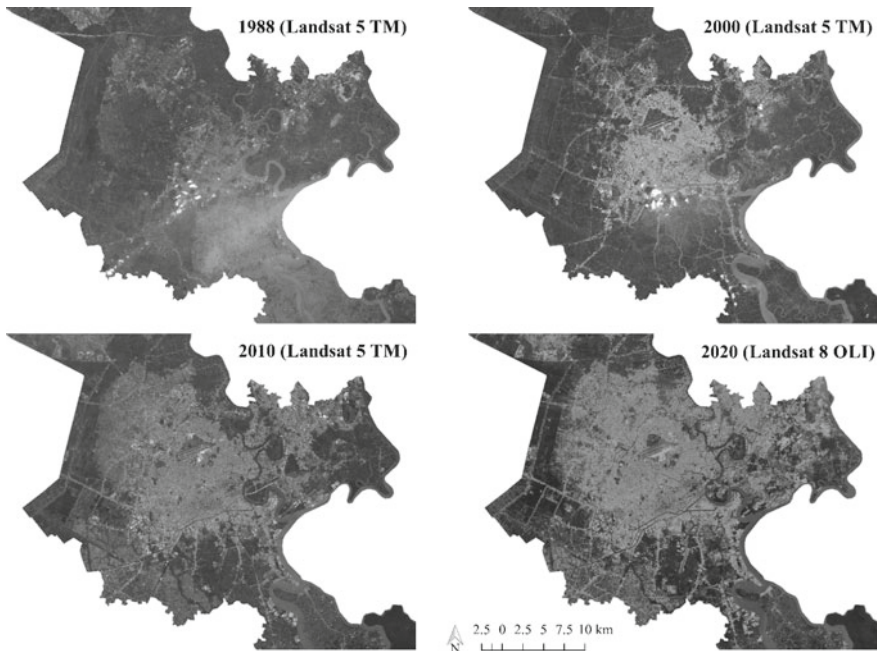 1988 (Landsat 5 TM)
2000 (Landsat 5 TM)
2010 (Landsat 5 TM)
2020 (Landsat 8 OLI)
N
2.5 0 2.5 5 7.5 10 km